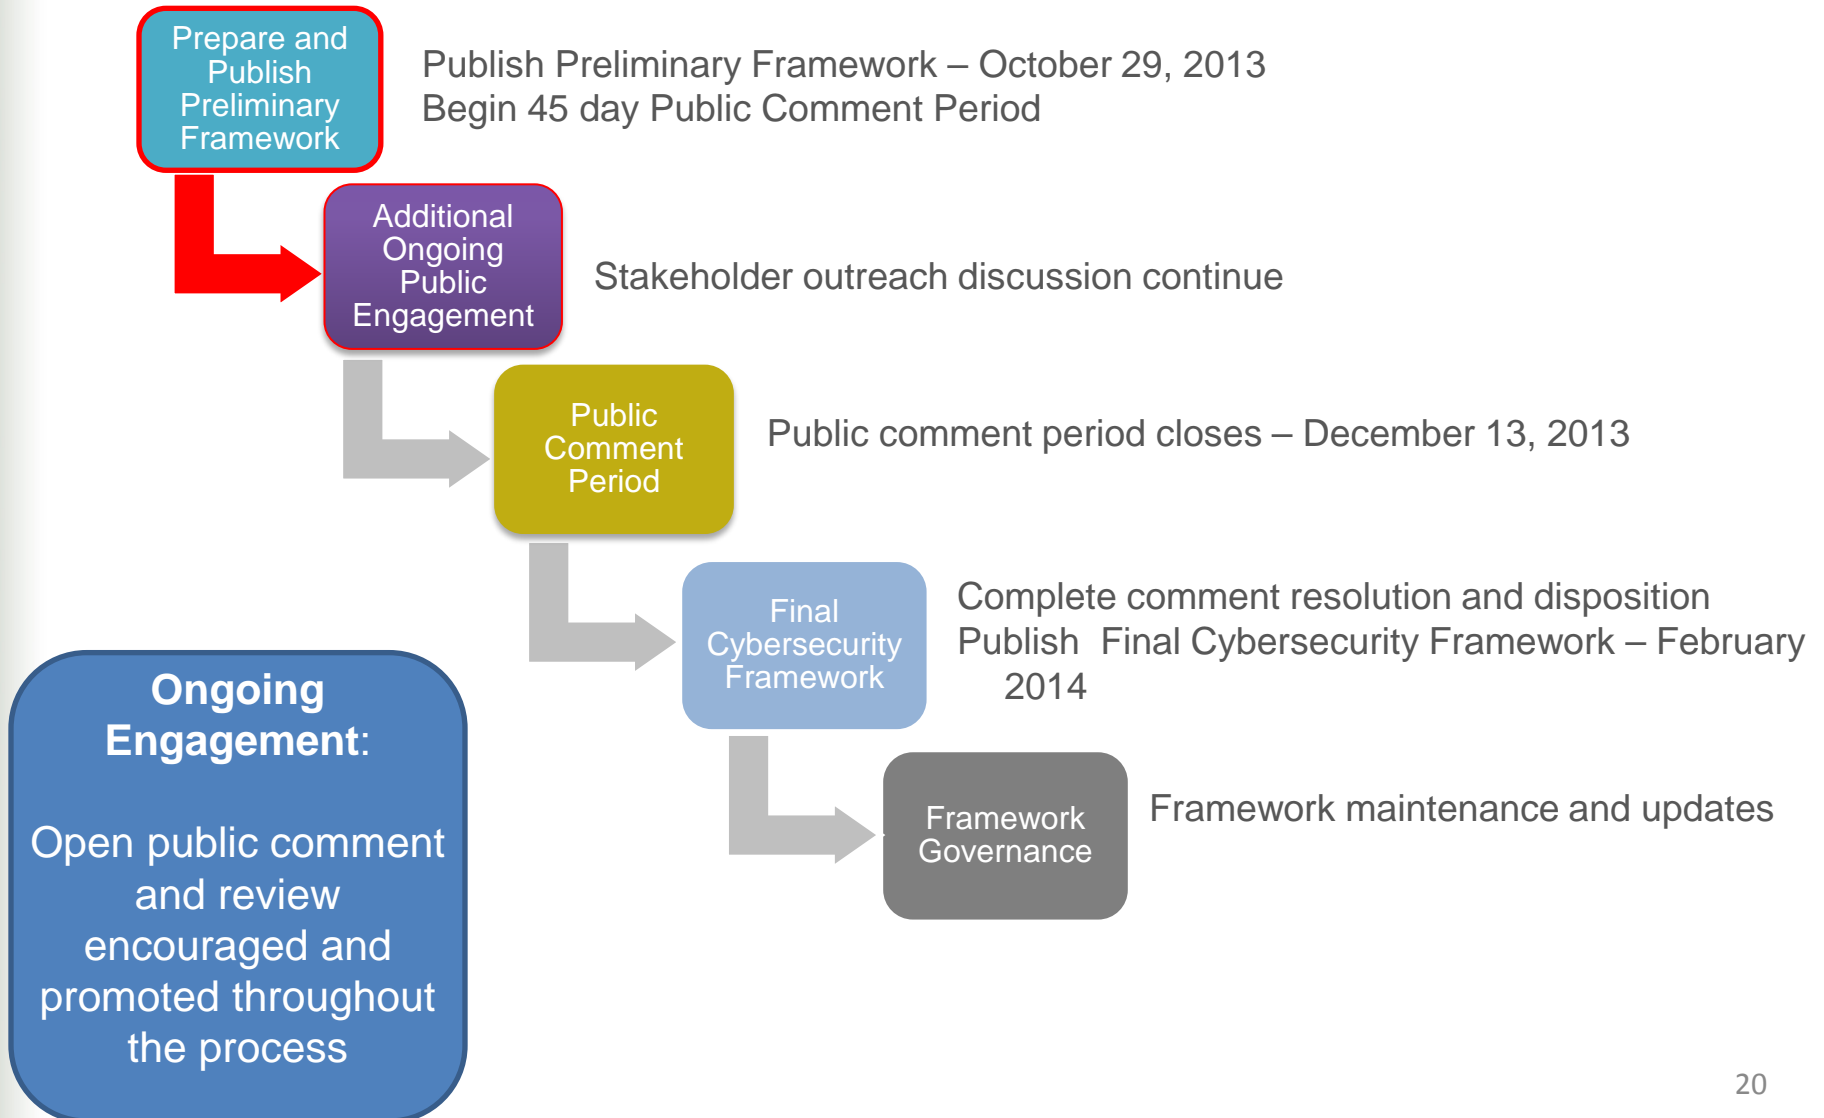 Prepare and
Publish
Preliminary
Framework
Publish Preliminary Framework – October 29, 2013
Begin 45 day Public Comment Period
Additional
Ongoing
Public
Engagement
Stakeholder outreach discussion continue
Public
Comment
Period
Public comment period closes – December 13, 2013
Final
Cybersecurity
Framework
Complete comment resolution and disposition
Publish  Final Cybersecurity Framework – February
2014
Framework
Governance
Framework maintenance and updates
Ongoing
Engagement:
Open public comment
and review
encouraged and
promoted throughout
the process
20